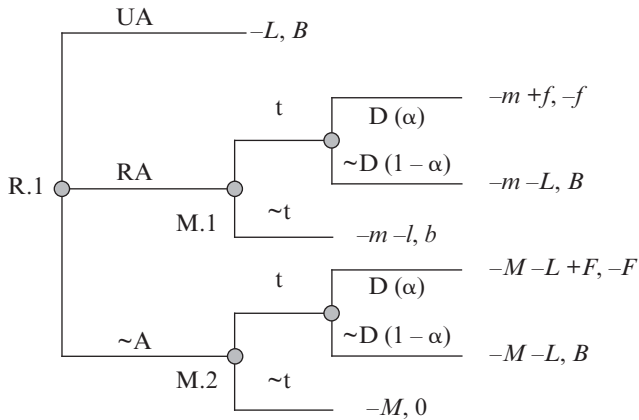 UA
–L, B
t
–m +f, –f
D (α)
~D (1 – α)
–m –L, B
R.1
RA
M.1
~t
–m –l, b
t
–M –L +F, –F
D (α)
~D (1 – α)
–M –L, B
~A
M.2
~t
–M, 0